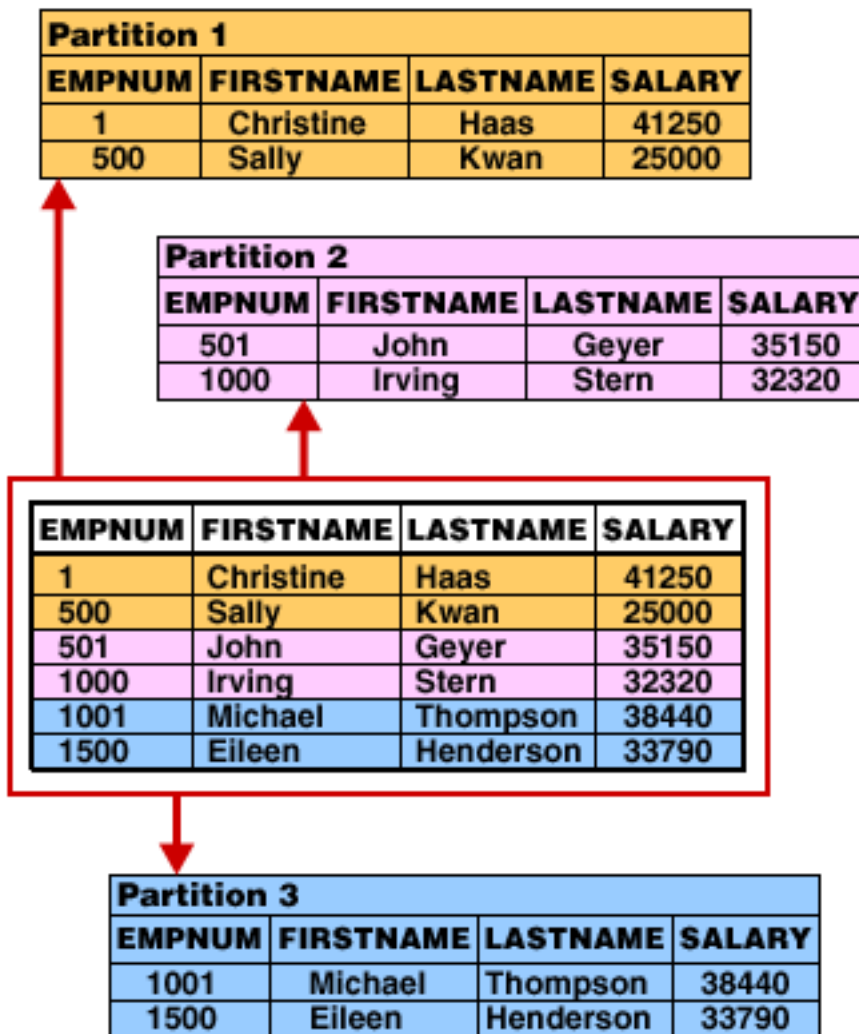 Partition 1
EMPNUM FIRSTNAME LASTNAME SALARY
1 Christine Haas 41250
500 Sally Kwan 25000
Partition 2
EMPNUM FIRSTNAME LASTNAME SALARY
501 John Geyer 35150
1000 Irving Stern 32320
EMPNUM FIRSTNAME LASTNAME SALARY
1 Christine Haas 41250
500 Sally Kwan 25000
501 John Geyer 35150
1000 Irving Stern 32320
1001 Michael Thompson 38440
1500 Eileen Henderson 33790
Partition 3
EMPNUM FIRSTNAME LASTNAME SALARY
1001 Michael Thompson 38440
1500 Eileen Henderson 33790